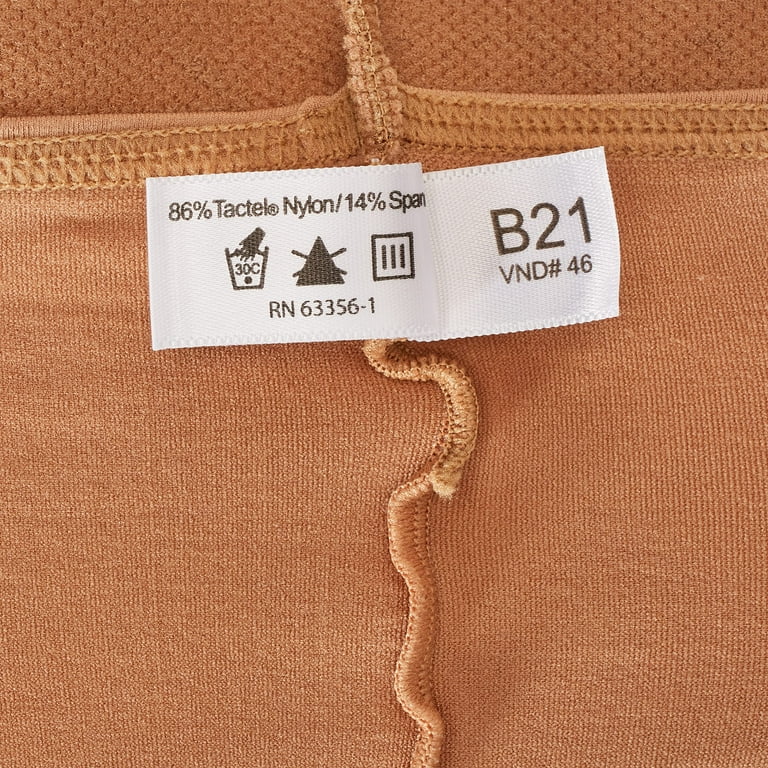 86% Tactel® Nylon/14% Span
30C
RN 63356-1
B21
VND# 46